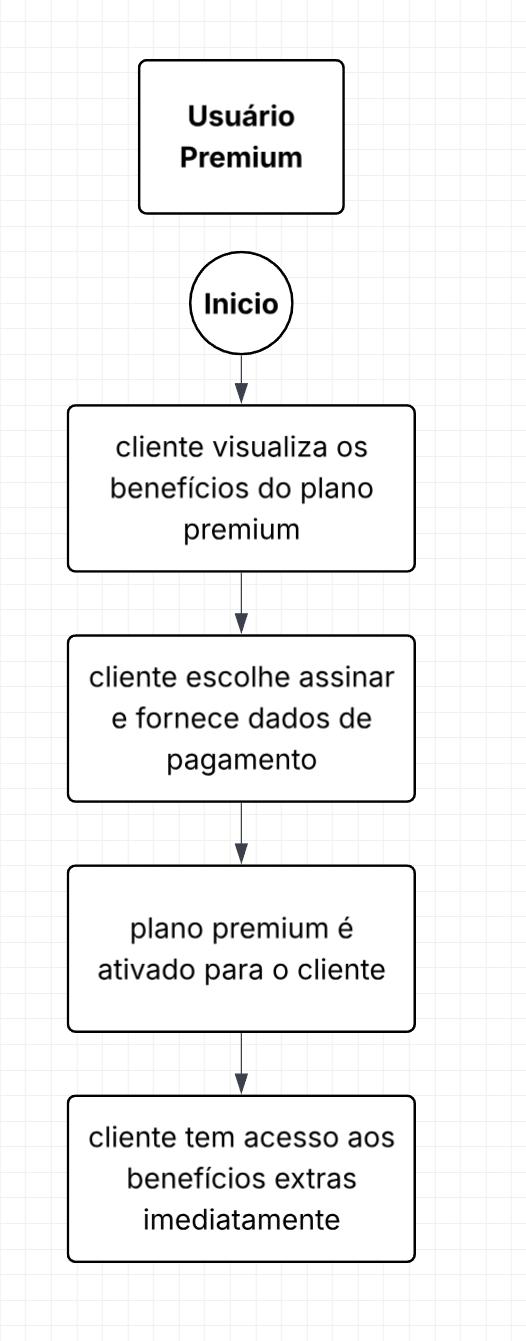 Usuário
Premium
Inicio
cliente visualiza os
benefícios do plano
premium
cliente escolhe assinar
e fornece dados de
pagamento
plano premium é
ativado para o cliente
cliente tem acesso aos
benefícios extras
imediatamente